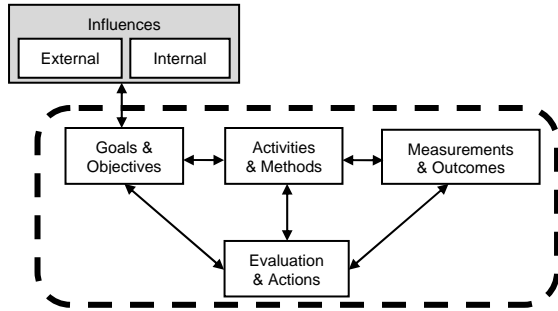 Influences
External
Internal
Goals &
Objectives
Activities
& Methods
Measurements
& Outcomes
Evaluation
& Actions